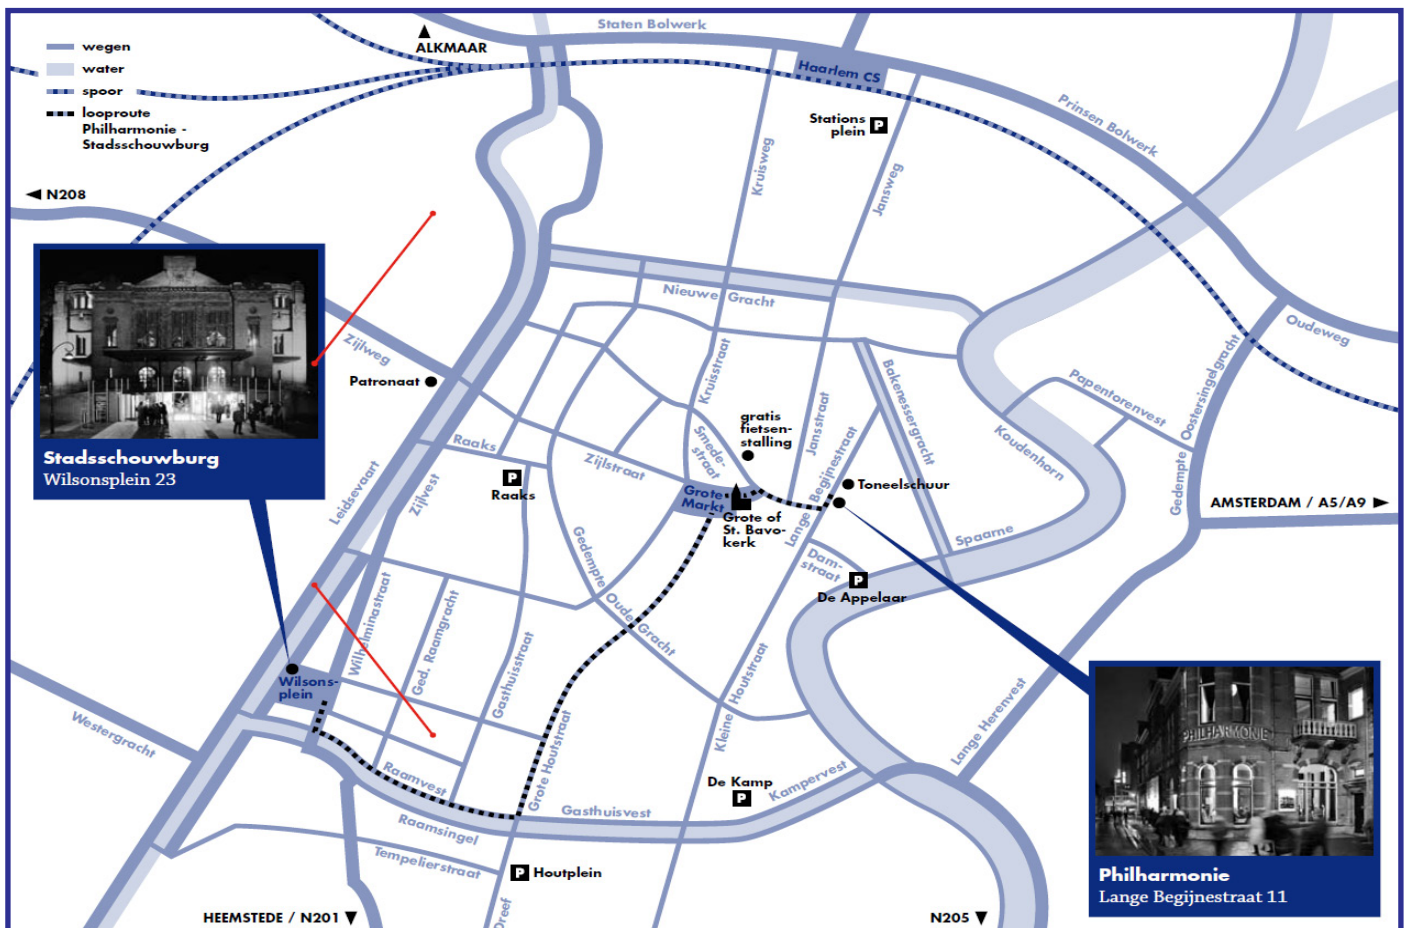 Staten Bolwerk
ALKMAAR
wegen
water
spoor
looproute
Philharmonie -
Stadsschouwburg
Haarlem CS
Prinsen Bolwerk
Stations
plein
P
Kruisweg
Jansweg
N208
Nieuwe Gracht
Oudeweg
Zijlweg
Patronaat
Kruisstraat
Bakenessergracht
Papentorenvest
Gedempte Oostersingelgracht
gratis
fietsen-
stalling
Jansstraat
Smede-
straat
Koudenhorn
Raaks
Zijlstraat
Lange Begijnestraat
Stadsschouwburg
Wilsonsplein 23
Leidsevaart
Zijlvest
P
Raaks
Grote
Markt
Toneelschuur
AMSTERDAM / A5/A9
Grote of
St. Bavo-
kerk
Spaarne
Dam-
straat
P
De Appelaar
Gedempte Oude Gracht
Wilhelminastraat
Ged. Raamgracht
Gasthuisstraat
Wilsons-
plein
Kleine Houtstraat
Grote Houtstraat
Lange Herenvest
Westergracht
PHILHARMONIE
Raamvest
De Kamp
P
Kampervest
Gasthuisvest
Raamsingel
Tempelierstraat
P Houtplein
Philharmonie
Lange Begijnestraat 11
Dreef
HEEMSTEDE / N201
N205